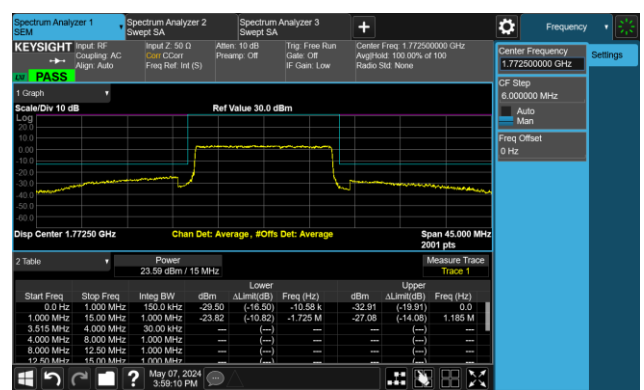 Spectrum Analyzer 1
SEM
Spectrum Analyzer 2
Swept SA
Spectrum Analyzer 3
Swept SA
Frequency
KEYSIGHT
Input: RF
Coupling: AC
Align: Auto
Input Z: 50 Ω
Corr CCorr
Freq Ref: Int (S)
Atten: 10 dB
Preamp: Off
Trig: Free Run
Gate: Off
IF Gain: Low
Center Freq: 1.772500000 GHz
Avg|Hold: 100.00% of 100
Radio Std: None
PASS
Center Frequency
1.772500000 GHz
Settings
CF Step
6.000000 MHz
Auto
Man
Freq Offset
0 Hz
1 Graph
Scale/Div 10 dB
Ref Value 30.0 dBm
Log
20.0
10.0
0.00
-10.0
-20.0
-30.0
-40.0
-50.0
-60.0
Disp Center 1.77250 GHz
Chan Det: Average, #Offs Det: Average
Span 45.000 MHz
2001 pts
2 Table
Power
23.59 dBm / 15 MHz
Measure Trace
Trace 1
Lower Upper
Start Freq Stop Freq Integ BW dBm ΔLimit(dB) Freq (Hz) dBm ΔLimit(dB) Freq (Hz)
0.0 Hz 1.000 MHz 150.0 kHz -29.50 (-16.50) -10.58 k -32.91 (-19.91) 0.0
1.000 MHz 15.00 MHz 1.000 MHz -23.82 (-10.82) -1.725 M -27.08 (-14.08) 1.185 M
3.515 MHz 4.000 MHz 30.00 kHz --- (---) --- --- (---) ---
4.000 MHz 8.000 MHz 1.000 MHz --- (---) --- --- (---) ---
8.000 MHz 12.50 MHz 1.000 MHz --- (---) --- --- (---) ---
12.50 MHz 15.00 MHz 1.000 MHz --- (---) --- --- (---) ---
May 07, 2024
3:59:10 PM